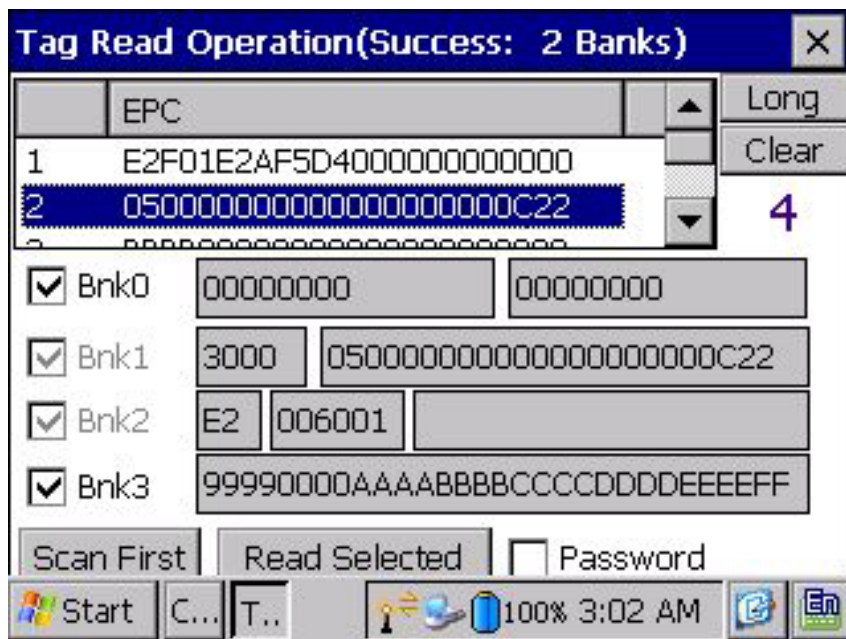 Tag Read Operation(Success: 2 Banks)
EPC
Long
Clear
1 E2F01E2AF5D4000000000000
2 050000000000000000000C22
4
Bnk0 00000000 00000000
Bnk1 3000 050000000000000000000C22
Bnk2 E2 006001
Bnk3 99990000AAAABBBBCCCCDDDDEEEEFF
Scan First Read Selected Password
Start C... T.. 100% 3:02 AM En